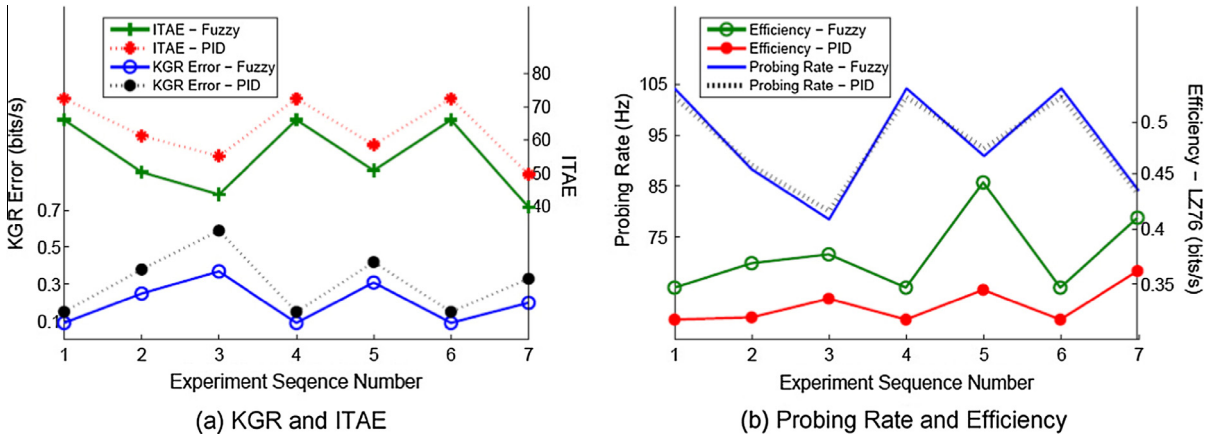 ITAE – Fuzzy
ITAE – PID
KGR Error – Fuzzy
KGR Error – PID
KGR Error (bits/s)
0.7
0.5
0.3
0.1
80
70
60
50
40
ITAE
1 2 3 4 5 6 7
Experiment Seqence Number
(a) KGR and ITAE
Efficiency – Fuzzy
Efficiency – PID
Probing Rate – Fuzzy
Probing Rate – PID
Probing Rate (Hz)
105
95
85
75
0.5
0.45
0.4
0.35
Efficiency – LZ76 (bits/s)
1 2 3 4 5 6 7
Experiment Sequence Number
(b) Probing Rate and Efficiency